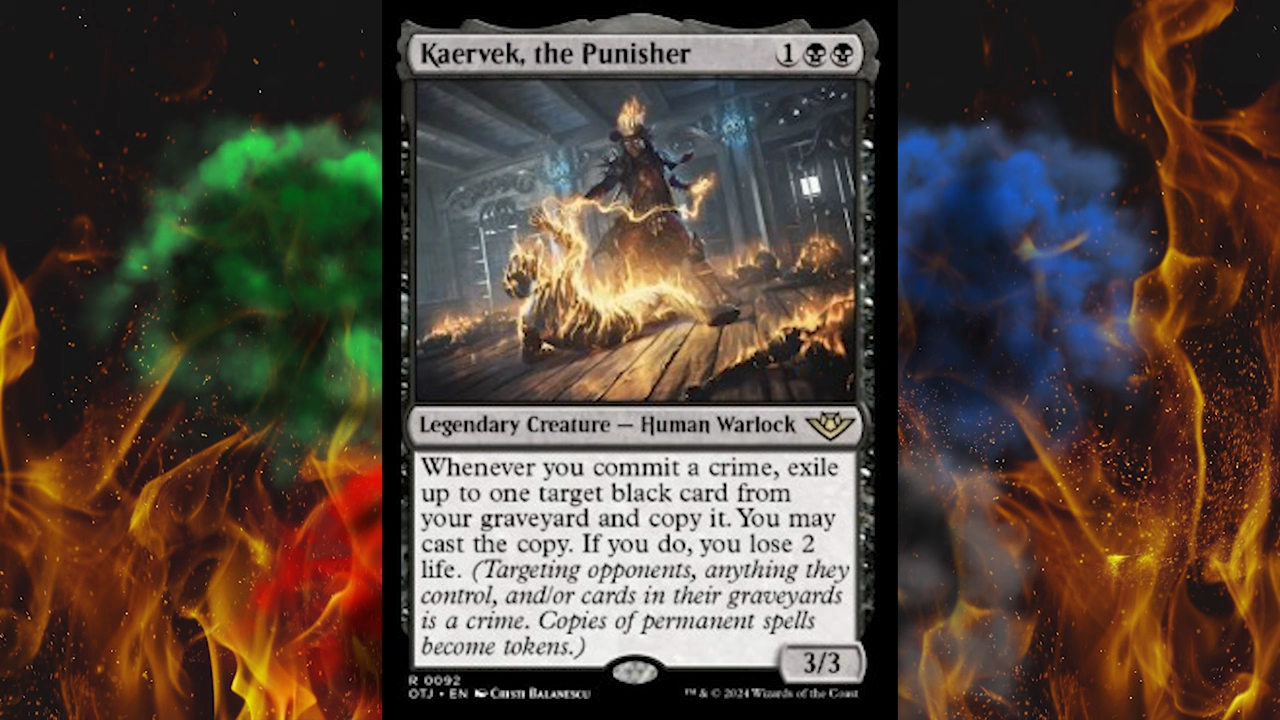 Kaervek, the Punisher 1
Legendary Creature — Human Warlock
Whenever you commit a crime, exile
up to one target black card from
your graveyard and copy it. You may
cast the copy. If you do, you lose 2
life. (Targeting opponents, anything they
control, and/or cards in their graveyards
is a crime. Copies of permanent spells
become tokens.)
3/3
R 0092
OTJ • EN Cristi Balanescu
™ & © 2024 Wizards of the Coast